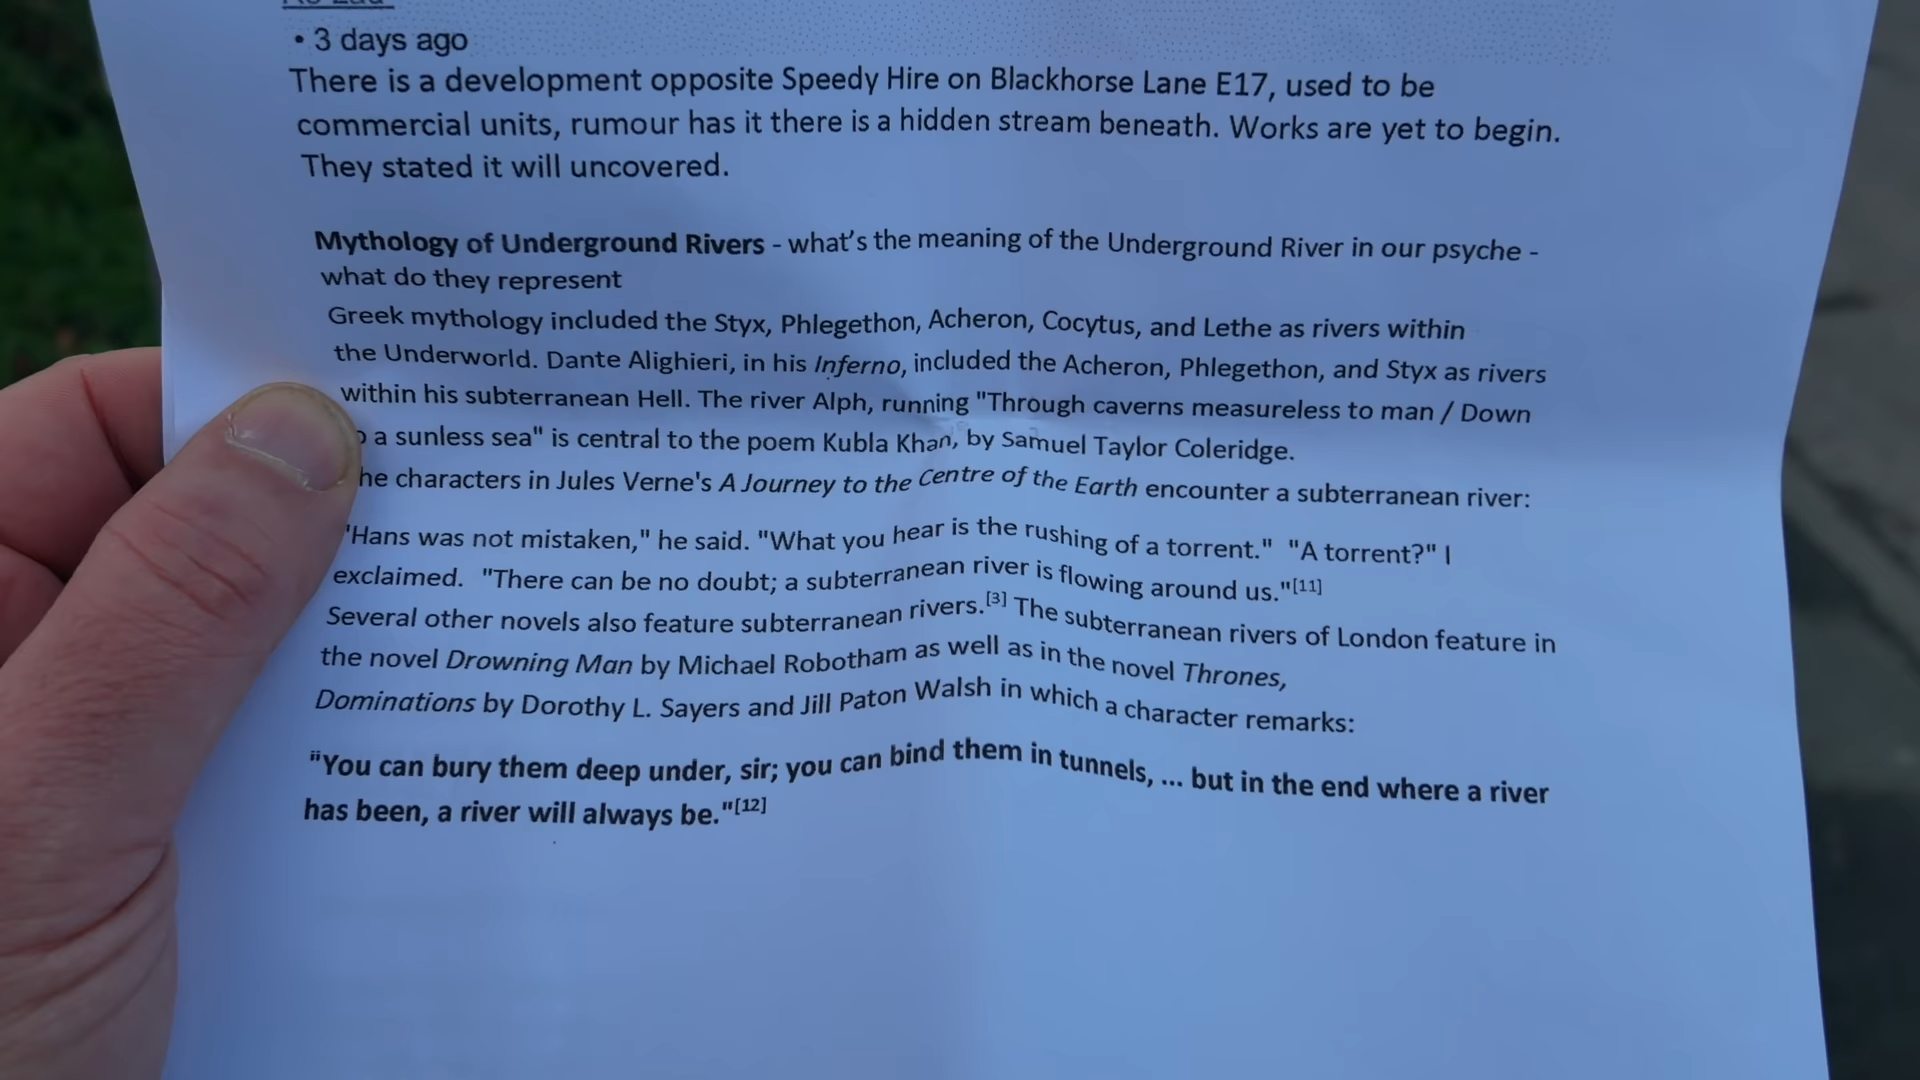 • 3 days ago
There is a development opposite Speedy Hire on Blackhorse Lane E17, used to be
commercial units, rumour has it there is a hidden stream beneath. Works are yet to begin.
They stated it will uncovered.
Mythology of Underground Rivers - what's the meaning of the Underground River in our psyche -
what do they represent
Greek mythology included the Styx, Phlegethon, Acheron, Cocytus, and Lethe as rivers within
the Underworld. Dante Alighieri, in his Inferno, included the Acheron, Phlegethon, and Styx as rivers
within his subterranean Hell. The river Alph, running "Through caverns measureless to man / Down
a sunless sea" is central to the poem Kubla Khan, by Samuel Taylor Coleridge.
he characters in Jules Verne's A Journey to the Centre of the Earth encounter a subterranean river:
"Hans was not mistaken," he said. "What you hear is the rushing of a torrent." "A torrent?" I
exclaimed. "There can be no doubt; a subterranean river is flowing around us."[11]
Several other novels also feature subterranean rivers.[3] The subterranean rivers of London feature in
the novel Drowning Man by Michael Robotham as well as in the novel Thrones,
Dominations by Dorothy L. Sayers and Jill Paton Walsh in which a character remarks:
"You can bury them deep under, sir; you can bind them in tunnels, ... but in the end where a river
has been, a river will always be."[12]